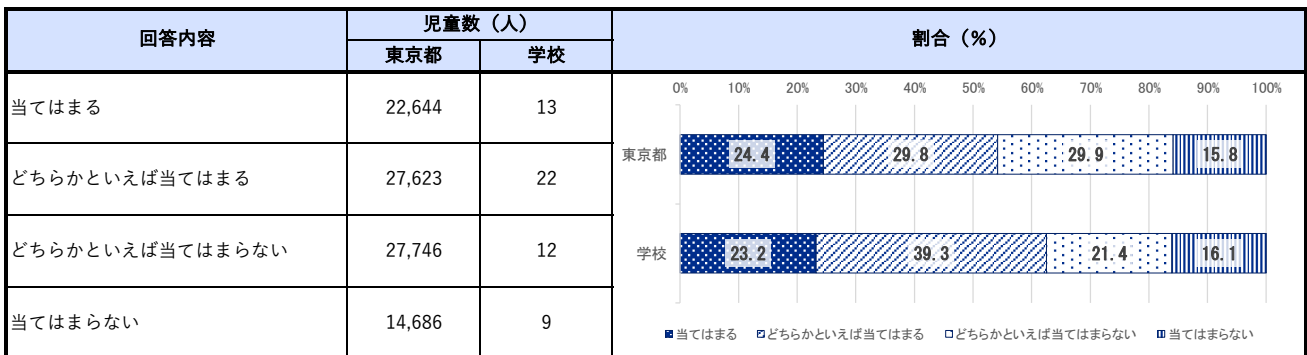 回答内容 児童数（人） 割合（%）
東京都 学校
当てはまる 22,644 13
どちらかといえば当てはまる 27,623 22
どちらかといえば当てはまらない 27,746 12
当てはまらない 14,686 9
0% 10% 20% 30% 40% 50% 60% 70% 80% 90% 100%
東京都 24.4 29.8 29.9 15.8
学校 23.2 39.3 21.4 16.1
当てはまる どちらかといえば当てはまる どちらかといえば当てはまらない 当てはまらない